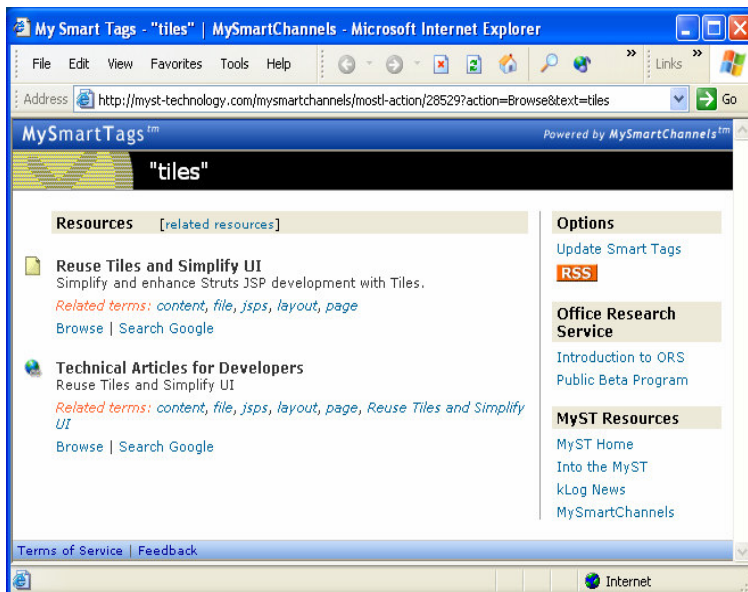 My Smart Tags - "tiles" | MySmartChannels - Microsoft Internet Explorer
File Edit View Favorites Tools Help » Links »
Address http://myst-technology.com/mysmartchannels/mostl-action/28529?action=Browse&text=tiles Go
MySmartTags™ Powered by MySmartChannels™
"tiles"
Resources [related resources]
Reuse Tiles and Simplify UI
Simplify and enhance Struts JSP development with Tiles.
Related terms: content, file, jsps, layout, page
Browse | Search Google
Technical Articles for Developers
Reuse Tiles and Simplify UI
Related terms: content, file, jsps, layout, page, Reuse Tiles and Simplify
UI
Browse | Search Google
Options
Update Smart Tags
RSS
Office Research
Service
Introduction to ORS
Public Beta Program
MyST Resources
MyST Home
Into the MyST
kLog News
MySmartChannels
Terms of Service | Feedback
Internet